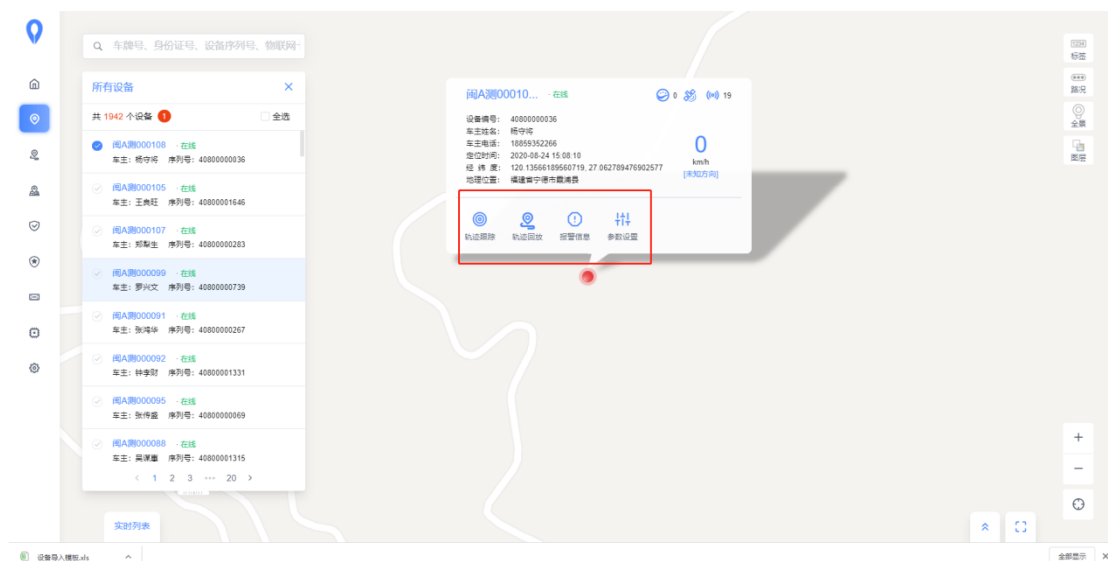 车牌号、身份证号、设备序列号、物联网
所有设备
共 1942 个设备 1 全选
闽A测000108 ·在线
车主：杨守将 序列号：40800000036
闽A测000105 ·在线
车主：王良旺 序列号：40800001646
闽A测000107 ·在线
车主：郑梨生 序列号：40800000283
闽A测000099 ·在线
车主：罗兴文 序列号：40800000739
闽A测000091 ·在线
车主：张鸿华 序列号：40800000267
闽A测000092 ·在线
车主：钟李财 序列号：40800001331
闽A测000095 ·在线
车主：张传盛 序列号：40800000069
闽A测000088 ·在线
车主：吴谋 序列号：40800001315
< 1 2 3 ··· 20 >
实时列表
闽A测00010... ·在线 0 19
设备编号： 40800000036
车主姓名： 杨守将
车主电话： 18859352266
定位时间： 2020-08-24 15:08:10
经 纬 度： 120.13566189560719, 27.062789476902577
地理位置： 福建省宁德市霞浦县
0
km/h
[未知方向]
轨迹跟踪 轨迹回放 报警信息 参数设置
1234
标签
路况
全景
图层
设备导入模板.xls
全部显示